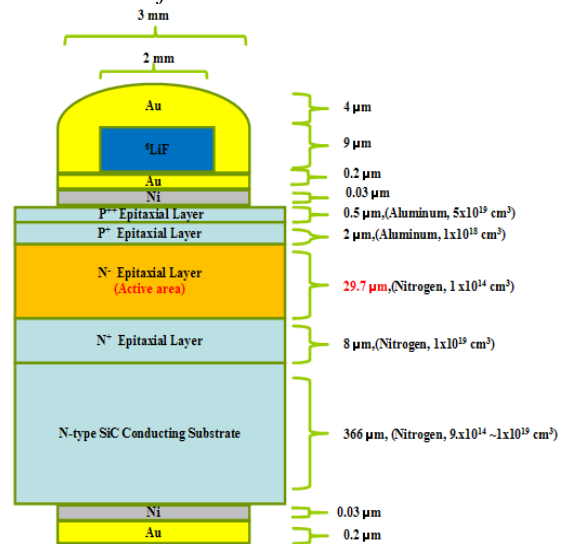 3 mm
2 mm
Au
4 μm
⁶LiF
9 μm
Au
0.2 μm
Ni
0.03 μm
P⁺⁺ Epitaxial Layer
0.5 μm,(Aluminum, 5x10¹⁹ cm³)
P⁺ Epitaxial Layer
2 μm,(Aluminum, 1x10¹⁸ cm³)
N⁻ Epitaxial Layer
(Active area)
29.7 μm,(Nitrogen, 1x10¹⁴ cm³)
N⁺ Epitaxial Layer
8 μm,(Nitrogen, 1x10¹⁹ cm³)
N-type SiC Conducting Substrate
366 μm, (Nitrogen, 9.x10¹⁴ ~1x10¹⁹ cm³)
Ni
0.03 μm
Au
0.2 μm